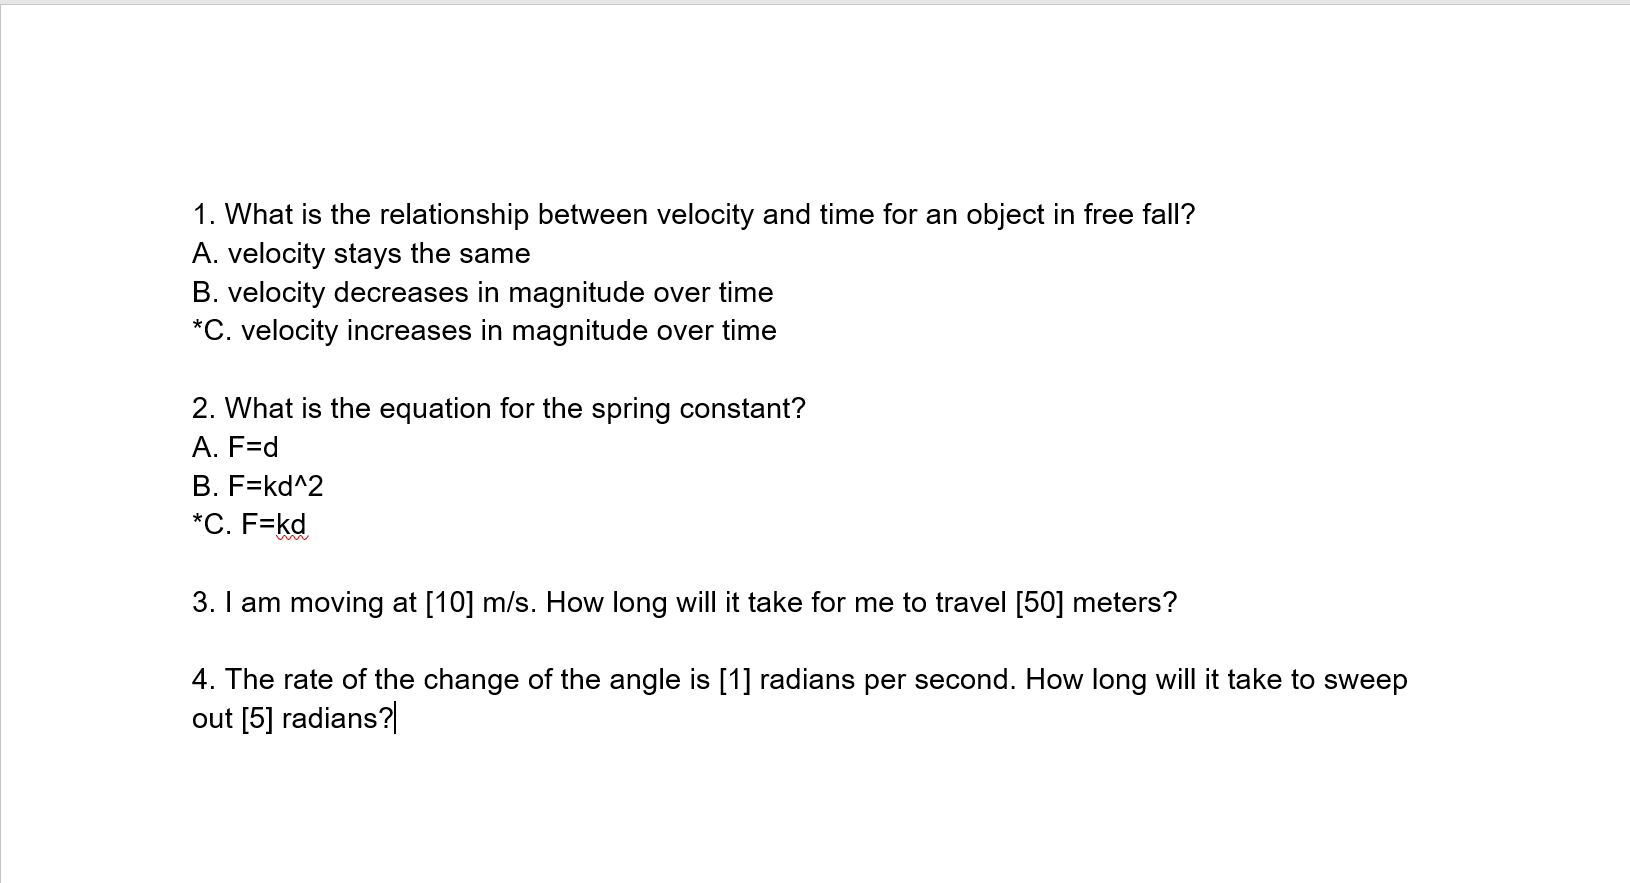 1. What is the relationship between velocity and time for an object in free fall?
A. velocity stays the same
B. velocity decreases in magnitude over time
*C. velocity increases in magnitude over time
2. What is the equation for the spring constant?
A. F=d
B. F=kd^2
*C. F=kd
3. I am moving at [10] m/s. How long will it take for me to travel [50] meters?
4. The rate of the change of the angle is [1] radians per second. How long will it take to sweep
out [5] radians?